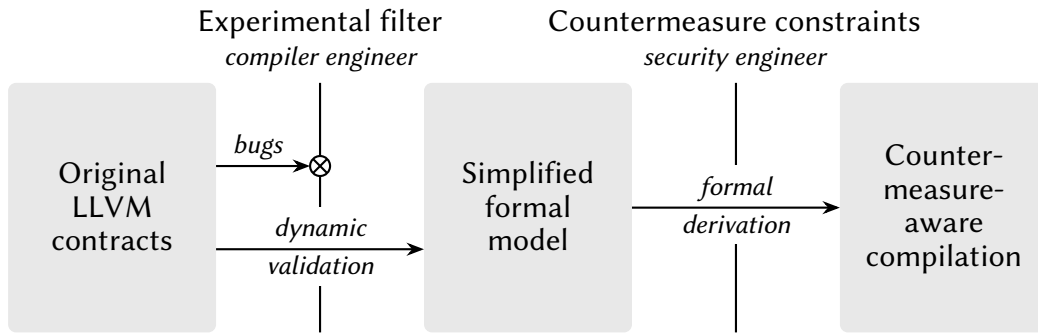 Experimental filter
compiler engineer
Countermeasure constraints
security engineer
Original
LLVM
contracts
bugs
dynamic
validation
Simplified
formal
model
formal
derivation
Counter-
measure-
aware
compilation